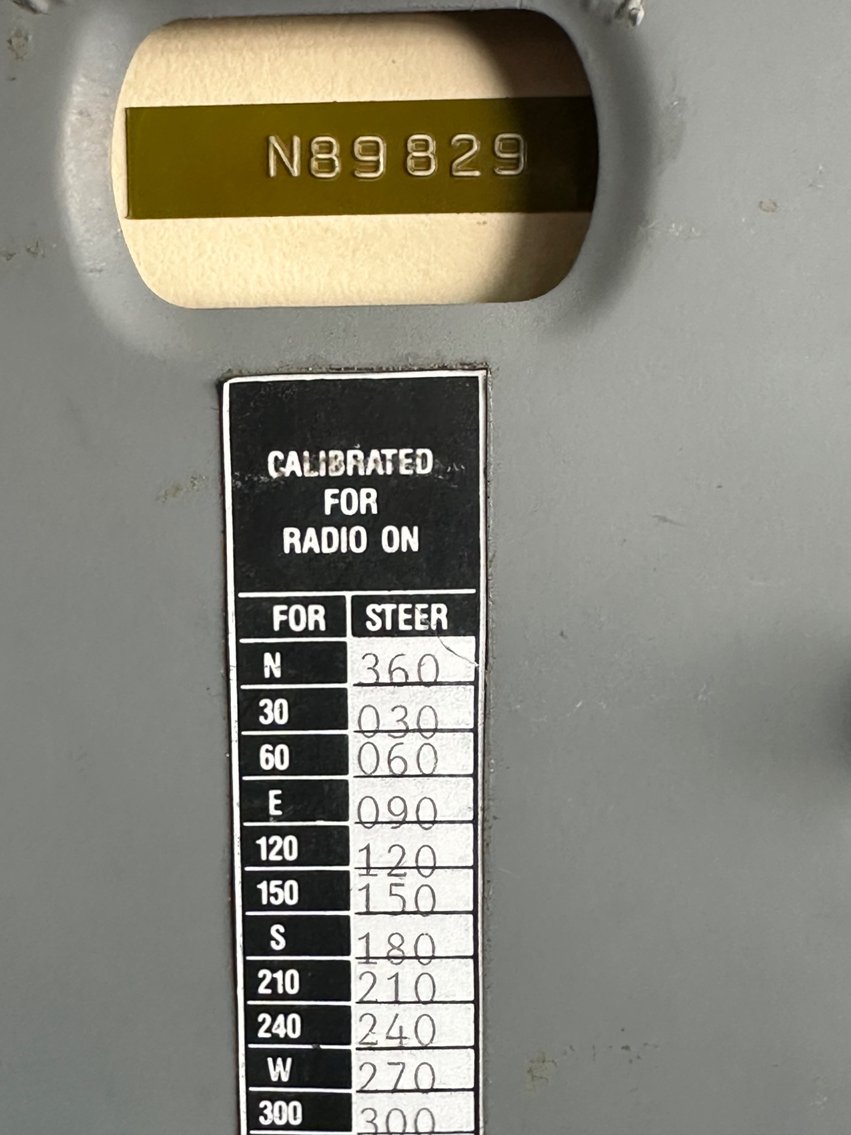 N89829
CALIBRATED
FOR
RADIO ON
FOR STEER
N 360
30 030
60 060
E 090
120 120
150 150
S 180
210 210
240 240
W 270
300 300